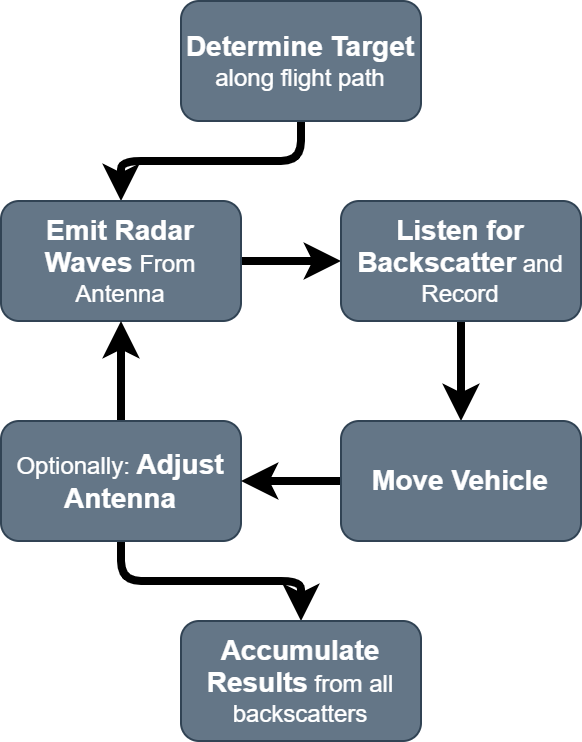 Determine Target
along flight path
Emit Radar
Waves From
Antenna
Listen for
Backscatter and
Record
Optionally: Adjust
Antenna
Move Vehicle
Accumulate
Results from all
backscatters